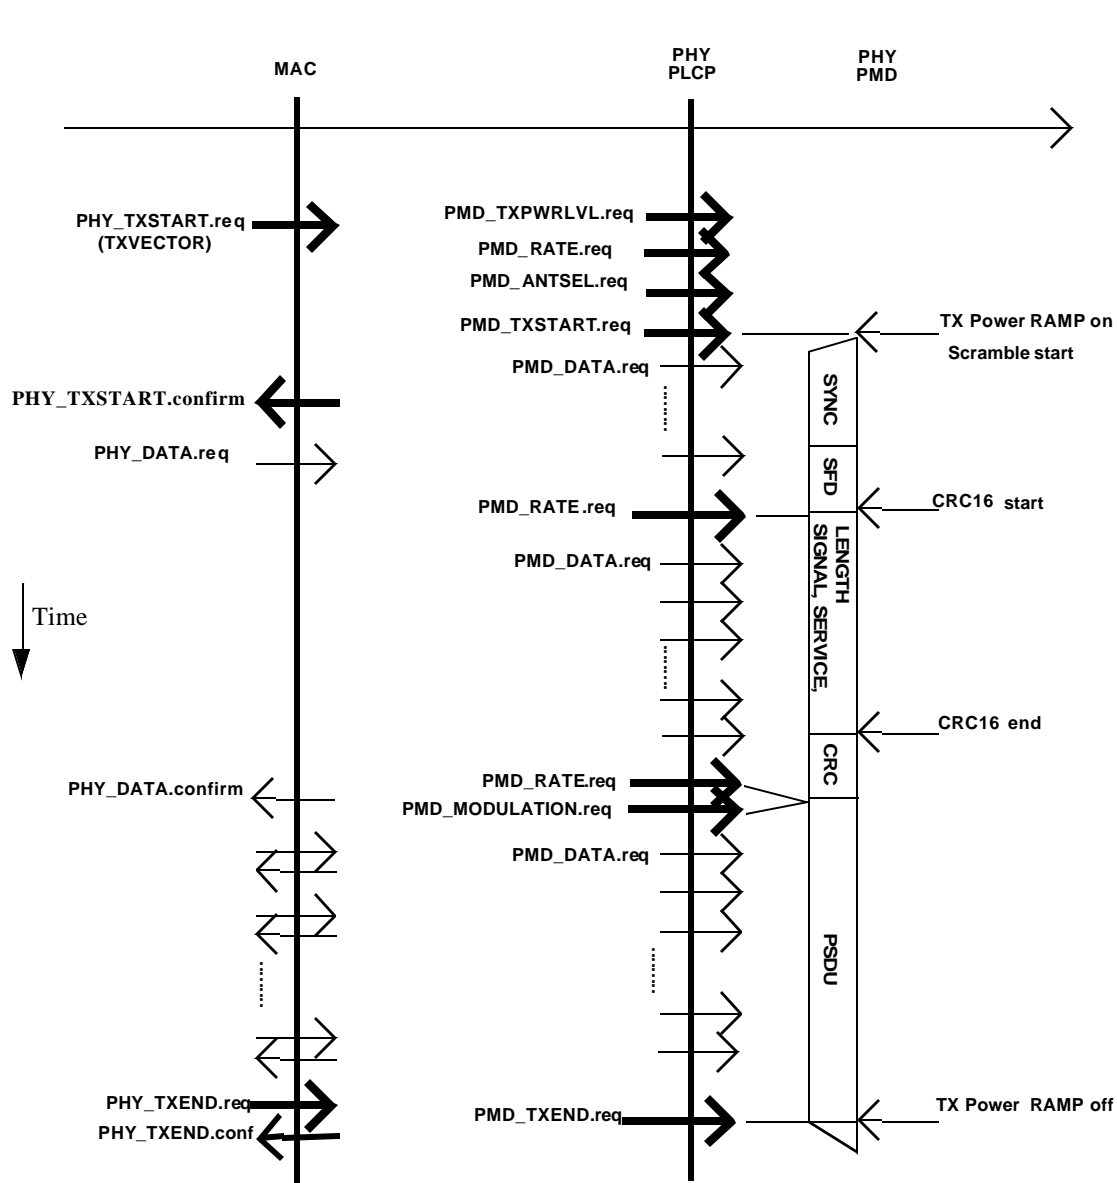 MAC
PHY
PLCP
PHY
PMD
PHY_TXSTART.req
(TXVECTOR)
PMD_TXPWRLVL.req
PMD_RATE.req
PMD_ANTSEL.req
PMD_TXSTART.req
TX Power RAMP on
Scramble start
PMD_DATA.req
SYNC
PHY_TXSTART.confirm
PHY_DATA.req
SFD
PMD_RATE.req
CRC16 start
LENGTH
SIGNAL, SERVICE,
PMD_DATA.req
Time
CRC16 end
CRC
PHY_DATA.confirm
PMD_RATE.req
PMD_MODULATION.req
PMD_DATA.req
PSDU
PHY_TXEND.req
PHY_TXEND.conf
PMD_TXEND.req
TX Power RAMP off